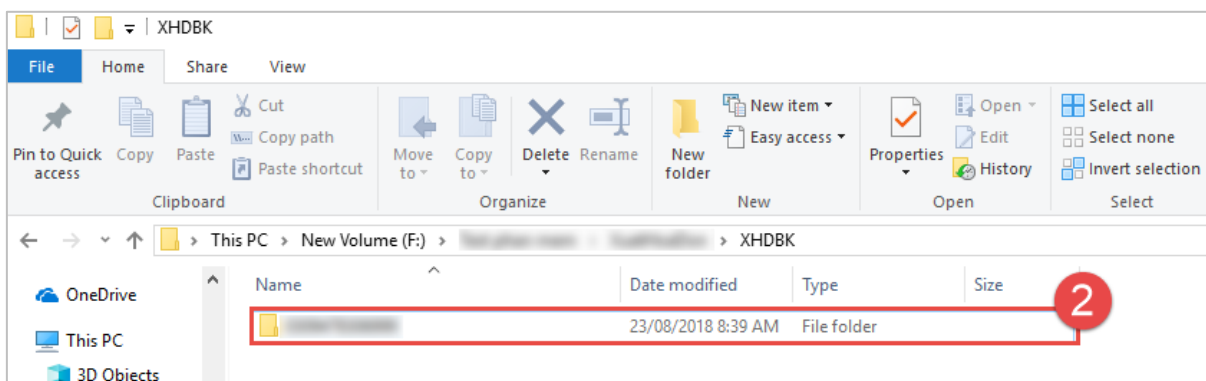 XHDBK
File Home Share View
Pin to Quick access
Copy
Paste
Cut
Copy path
Paste shortcut
Clipboard
Move to
Copy to
Delete
Rename
Organize
New folder
New item
Easy access
New
Properties
Open
Edit
History
Open
Select all
Select none
Invert selection
Select
This PC > New Volume (F:) > > XHDBK
OneDrive
This PC
3D Objects
Name Date modified Type Size
23/08/2018 8:39 AM File folder
2